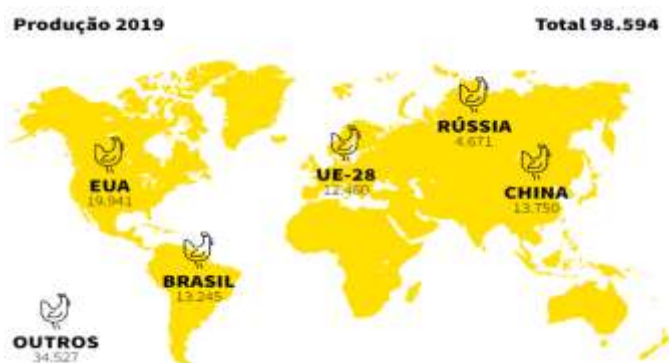 Produção 2019
Total 98.594
RÚSSIA
4.671
EUA
19.941
UE-28
12.460
CHINA
13.750
BRASIL
13.245
OUTROS
34.527